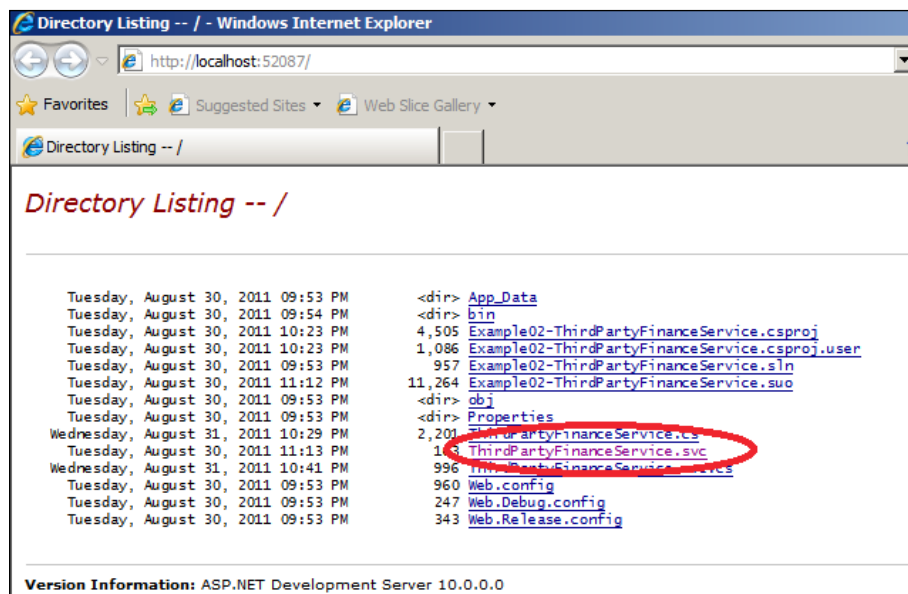 Directory Listing -- / - Windows Internet Explorer
http://localhost:52087/
Favorites Suggested Sites Web Slice Gallery
Directory Listing -- /
Directory Listing -- /
Tuesday, August 30, 2011 09:53 PM <dir> App_Data
Tuesday, August 30, 2011 09:54 PM <dir> bin
Tuesday, August 30, 2011 10:23 PM 4,505 Example02-ThirdPartyFinanceService.csproj
Tuesday, August 30, 2011 10:23 PM 1,086 Example02-ThirdPartyFinanceService.csproj.user
Tuesday, August 30, 2011 09:53 PM 957 Example02-ThirdPartyFinanceService.sln
Tuesday, August 30, 2011 11:12 PM 11,264 Example02-ThirdPartyFinanceService.suo
Tuesday, August 30, 2011 09:53 PM <dir> obj
Tuesday, August 30, 2011 09:53 PM <dir> Properties
Wednesday, August 31, 2011 10:29 PM 2,201 ThirdPartyFinanceService.cs
Tuesday, August 30, 2011 11:13 PM ThirdPartyFinanceService.svc
Wednesday, August 31, 2011 10:41 PM 996
Tuesday, August 30, 2011 09:53 PM 960 Web.config
Tuesday, August 30, 2011 09:53 PM 247 Web.Debug.config
Tuesday, August 30, 2011 09:53 PM 343 Web.Release.config
Version Information: ASP.NET Development Server 10.0.0.0